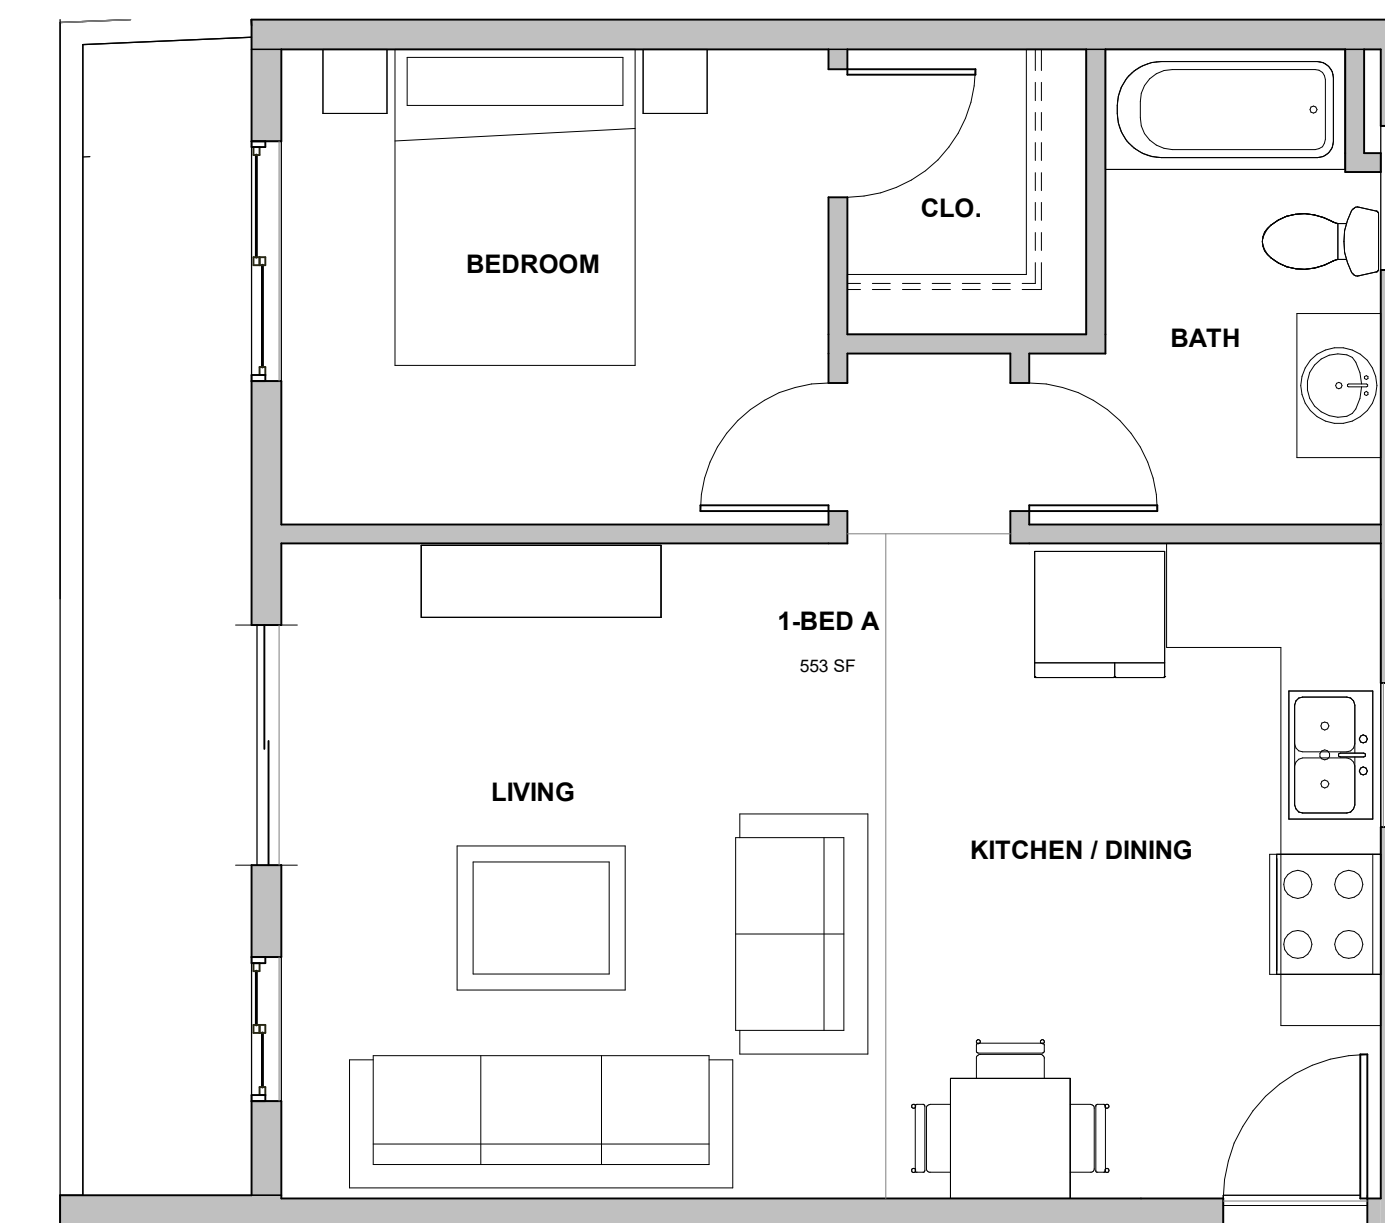 CLO.
BEDROOM
BATH
1-BED A
553 SF
LIVING
KITCHEN / DINING